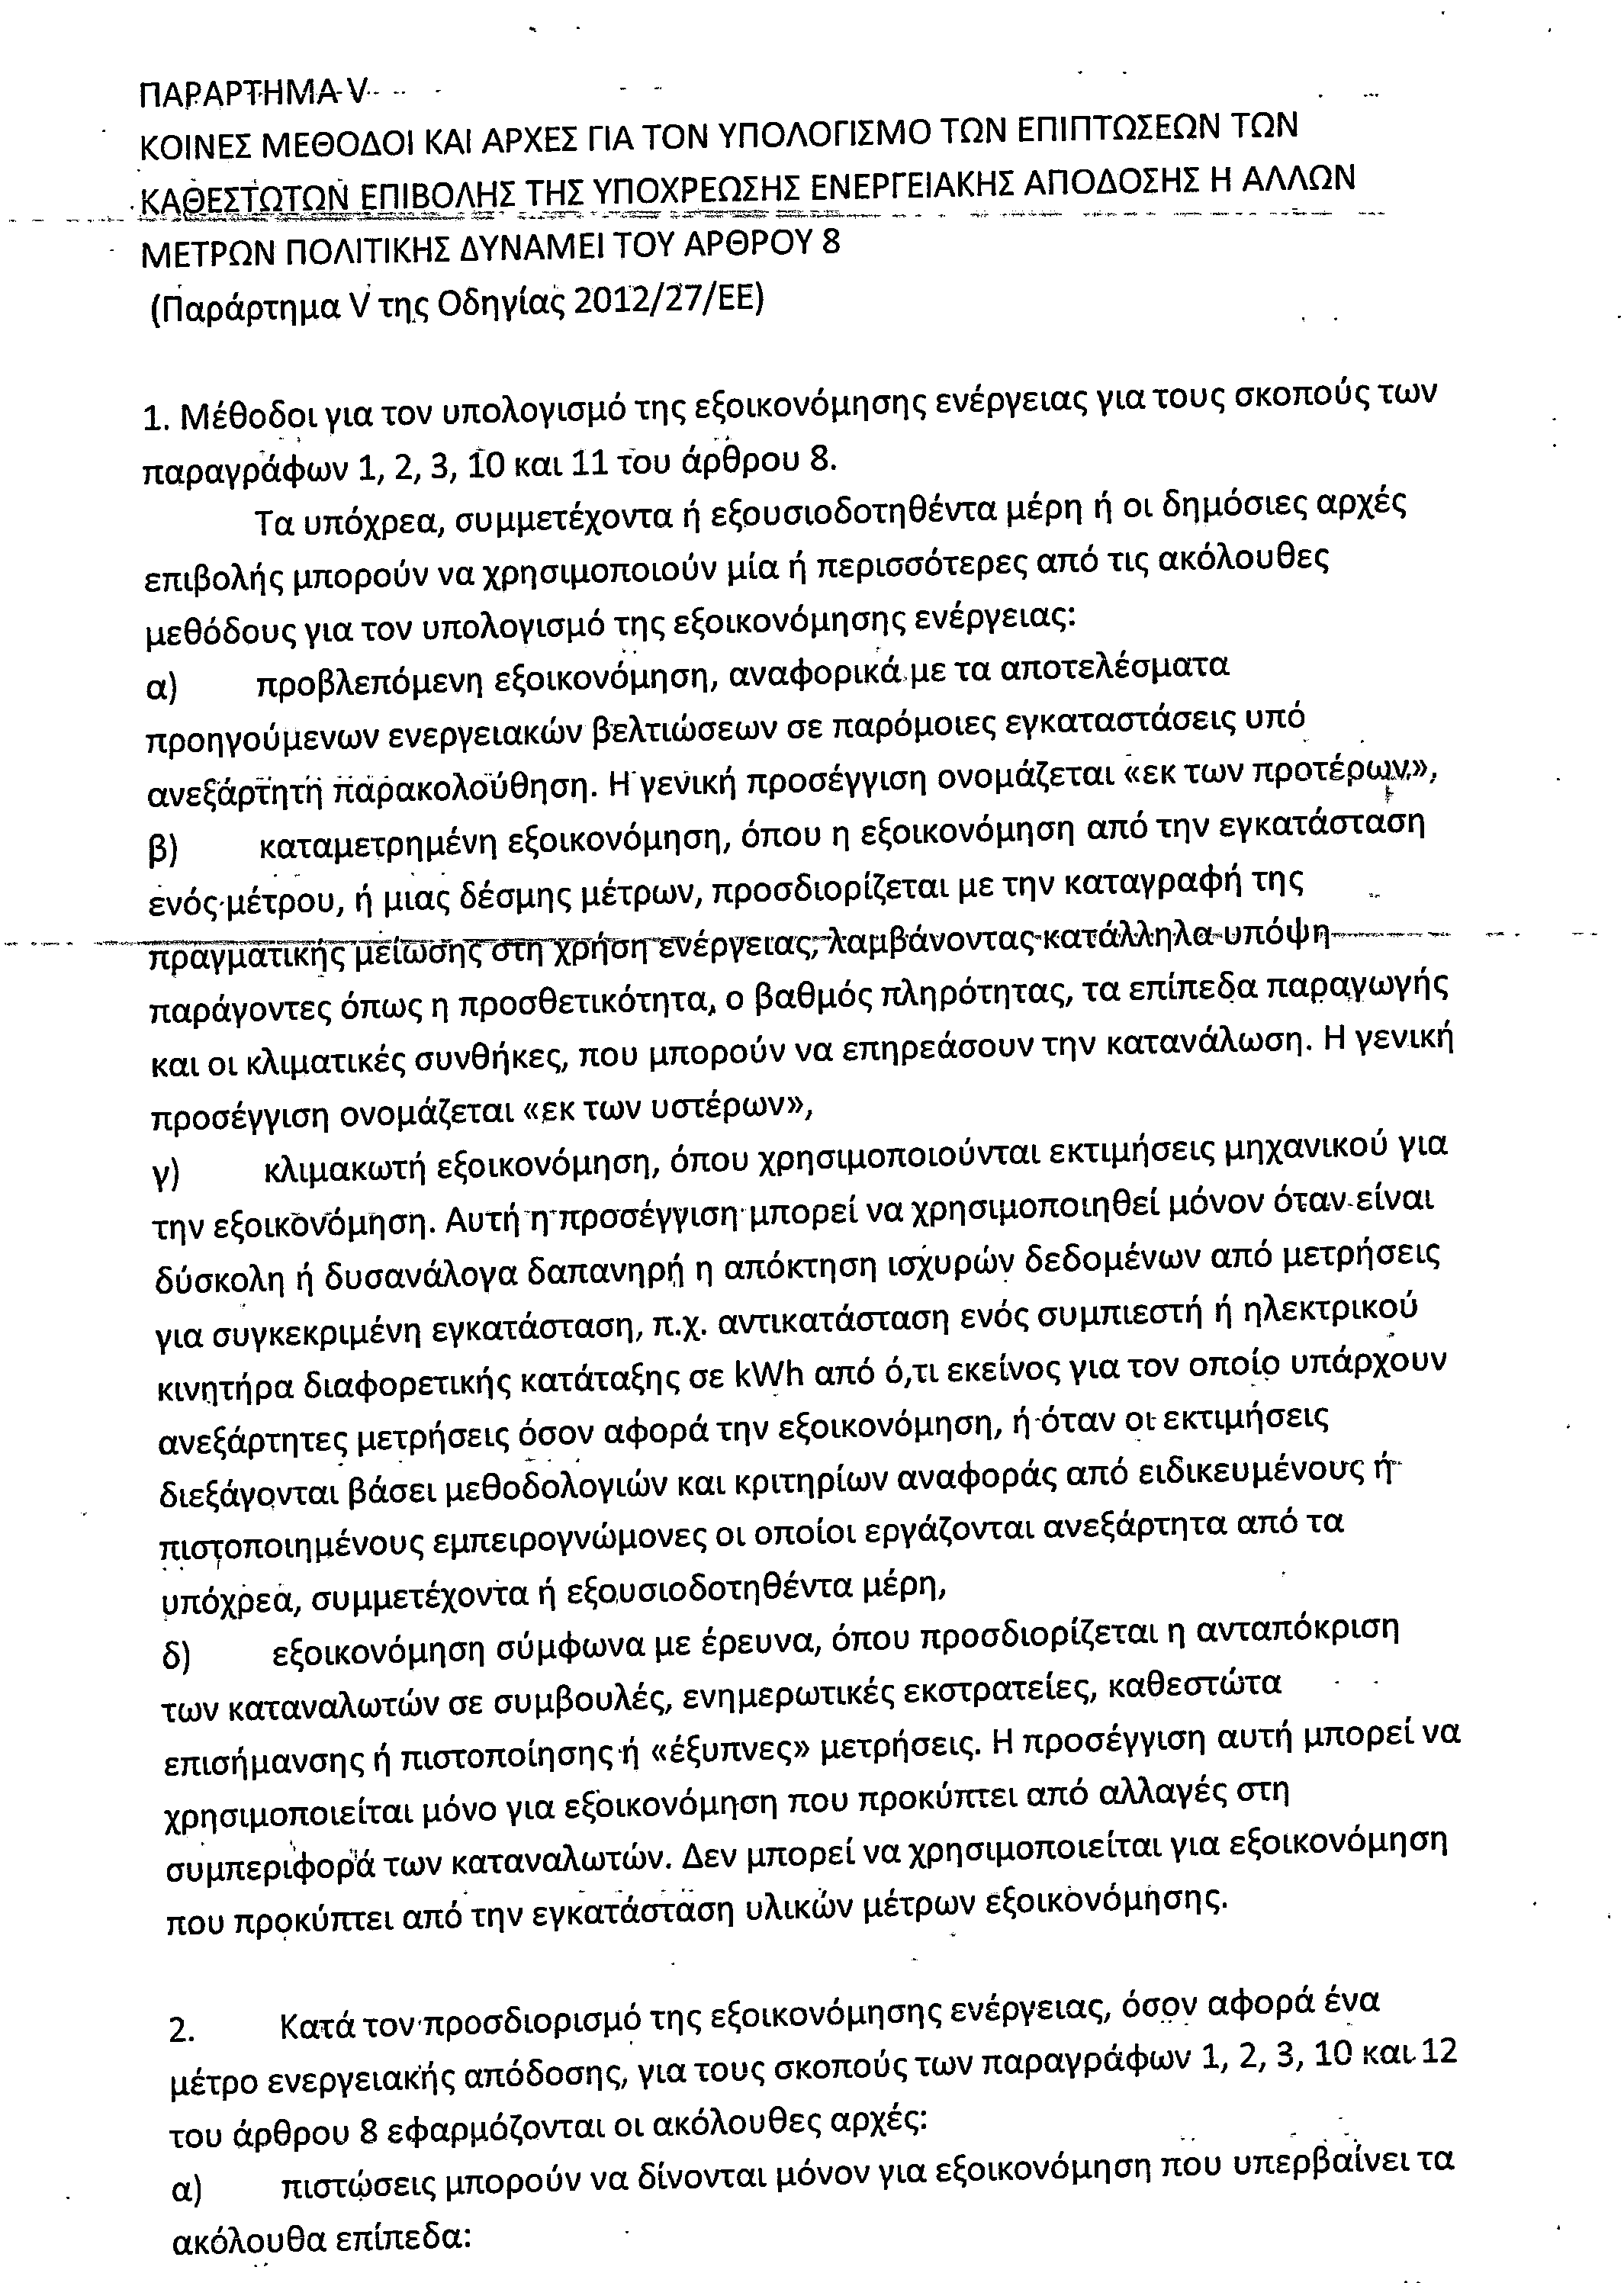 ΠΑΡΑΡΤΗΜΑ V
ΚΟΙΝΕΣ ΜΕΘΟΔΟΙ ΚΑΙ ΑΡΧΕΣ ΓΙΑ ΤΟΝ ΥΠΟΛΟΓΙΣΜΟ ΤΩΝ ΕΠΙΠΤΩΣΕΩΝ ΤΩΝ
ΚΑΘΕΣΤΩΤΩΝ ΕΠΙΒΟΛΗΣ ΤΗΣ ΥΠΟΧΡΕΩΣΗΣ ΕΝΕΡΓΕΙΑΚΗΣ ΑΠΟΔΟΣΗΣ Η ΑΛΛΩΝ
ΜΕΤΡΩΝ ΠΟΛΙΤΙΚΗΣ ΔΥΝΑΜΕΙ ΤΟΥ ΑΡΘΡΟΥ 8
(Παράρτημα V της Οδηγίας 2012/27/ΕΕ)
1. Μέθοδοι για τον υπολογισμό της εξοικονόμησης ενέργειας για τους σκοπούς των
παραγράφων 1, 2, 3, 10 και 11 του άρθρου 8.
Τα υπόχρεα, συμμετέχοντα ή εξουσιοδοτηθέντα μέρη ή οι δημόσιες αρχές
επιβολής μπορούν να χρησιμοποιούν μία ή περισσότερες από τις ακόλουθες
μεθόδους για τον υπολογισμό της εξοικονόμησης ενέργειας:
α) προβλεπόμενη εξοικονόμηση, αναφορικά με τα αποτελέσματα
προηγούμενων ενεργειακών βελτιώσεων σε παρόμοιες εγκαταστάσεις υπό
ανεξάρτητη παρακολούθηση. Η γενική προσέγγιση ονομάζεται «εκ των προτέρων»,
β) καταμετρημένη εξοικονόμηση, όπου η εξοικονόμηση από την εγκατάσταση
ενός μέτρου, ή μιας δέσμης μέτρων, προσδιορίζεται με την καταγραφή της
πραγματικής μείωσης στη χρήση ενέργειας, λαμβάνοντας κατάλληλα υπόψη
παράγοντες όπως η προσθετικότητα, ο βαθμός πληρότητας, τα επίπεδα παραγωγής
και οι κλιματικές συνθήκες, που μπορούν να επηρεάσουν την κατανάλωση. Η γενική
προσέγγιση ονομάζεται «εκ των υστέρων»,
γ) κλιμακωτή εξοικονόμηση, όπου χρησιμοποιούνται εκτιμήσεις μηχανικού για
την εξοικονόμηση. Αυτή η προσέγγιση μπορεί να χρησιμοποιηθεί μόνον όταν είναι
δύσκολη ή δυσανάλογα δαπανηρή η απόκτηση ισχυρών δεδομένων από μετρήσεις
για συγκεκριμένη εγκατάσταση, π.χ. αντικατάσταση ενός συμπιεστή ή ηλεκτρικού
κινητήρα διαφορετικής κατάταξης σε kWh από ό,τι εκείνος για τον οποίο υπάρχουν
ανεξάρτητες μετρήσεις όσον αφορά την εξοικονόμηση, ή όταν οι εκτιμήσεις
διεξάγονται βάσει μεθοδολογιών και κριτηρίων αναφοράς από ειδικευμένους ή
πιστοποιημένους εμπειρογνώμονες οι οποίοι εργάζονται ανεξάρτητα από τα
υπόχρεα, συμμετέχοντα ή εξουσιοδοτηθέντα μέρη,
δ) εξοικονόμηση σύμφωνα με έρευνα, όπου προσδιορίζεται η ανταπόκριση
των καταναλωτών σε συμβουλές, ενημερωτικές εκστρατείες, καθεστώτα
επισήμανσης ή πιστοποίησης ή «έξυπνες» μετρήσεις. Η προσέγγιση αυτή μπορεί να
χρησιμοποιείται μόνο για εξοικονόμηση που προκύπτει από αλλαγές στη
συμπεριφορά των καταναλωτών. Δεν μπορεί να χρησιμοποιείται για εξοικονόμηση
που προκύπτει από την εγκατάσταση υλικών μέτρων εξοικονόμησης.
2. Κατά τον προσδιορισμό της εξοικονόμησης ενέργειας, όσον αφορά ένα
μέτρο ενεργειακής απόδοσης, για τους σκοπούς των παραγράφων 1, 2, 3, 10 και 12
του άρθρου 8 εφαρμόζονται οι ακόλουθες αρχές:
α) πιστώσεις μπορούν να δίνονται μόνον για εξοικονόμηση που υπερβαίνει τα
ακόλουθα επίπεδα: